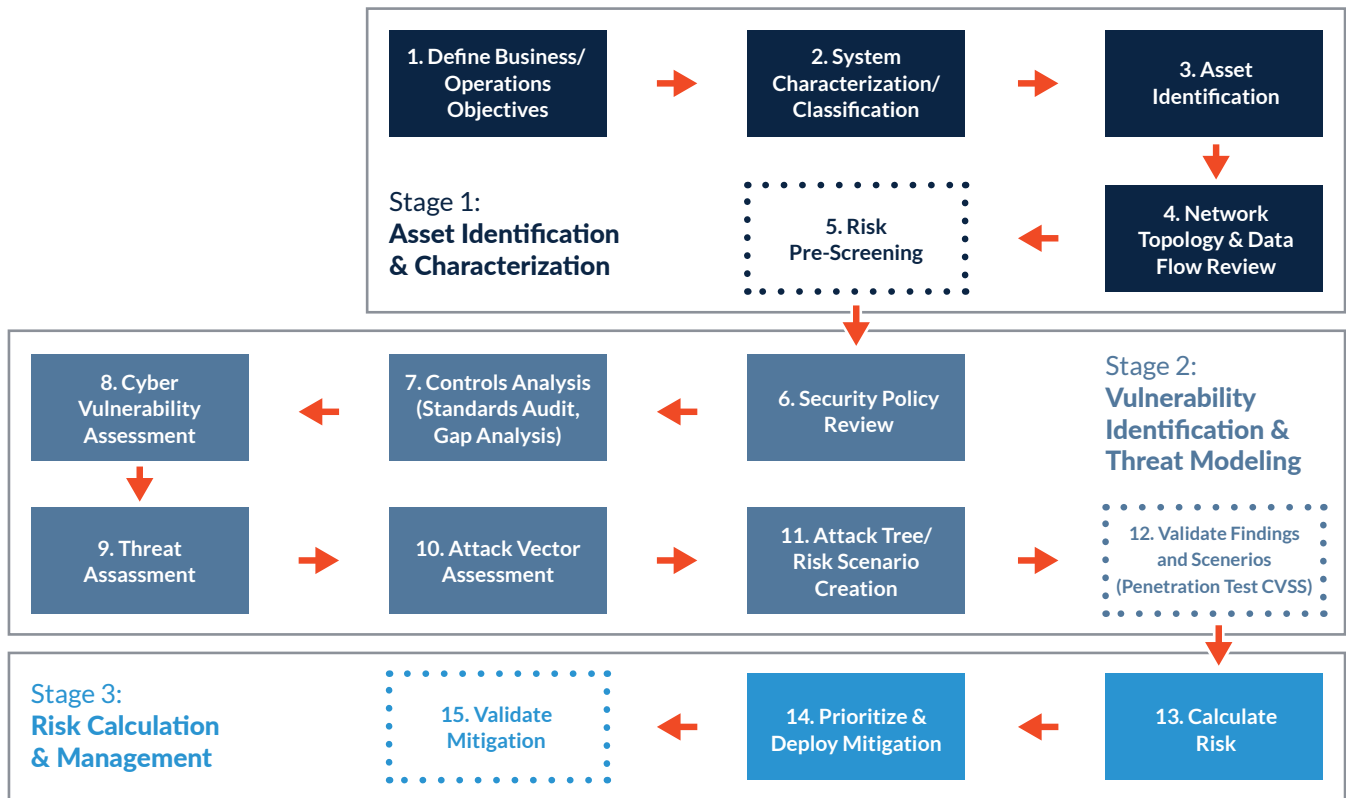 1. Define Business/
Operations
Objectives
2. System
Characterization/
Classification
3. Asset
Identification
Stage 1:
Asset Identification
& Characterization
4. Network
Topology & Data
Flow Review
5. Risk
Pre-Screening
Stage 2:
Vulnerability
Identification &
Threat Modeling
6. Security Policy
Review
7. Controls Analysis
(Standards Audit,
Gap Analysis)
8. Cyber
Vulnerability
Assessment
9. Threat
Assassment
10. Attack Vector
Assessment
11. Attack Tree/
Risk Scenario
Creation
12. Validate Findings
and Scenerios
(Penetration Test CVSS)
Stage 3:
Risk Calculation
& Management
13. Calculate
Risk
14. Prioritize &
Deploy Mitigation
15. Validate
Mitigation